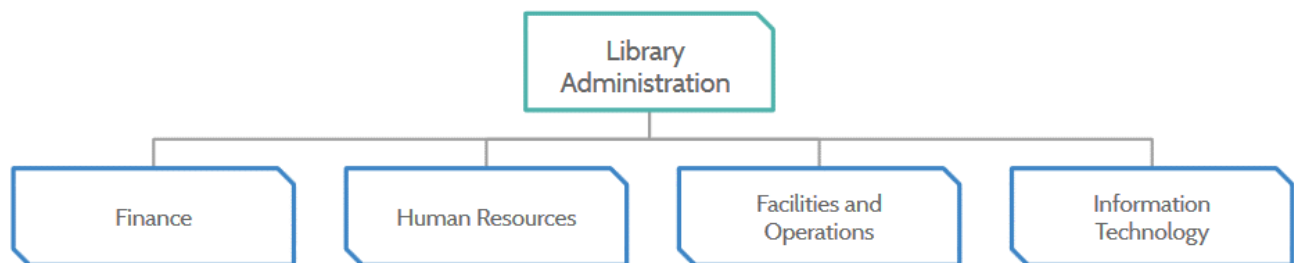 Library
Administration
Finance
Human Resources
Facilities and
Operations
Information
Technology